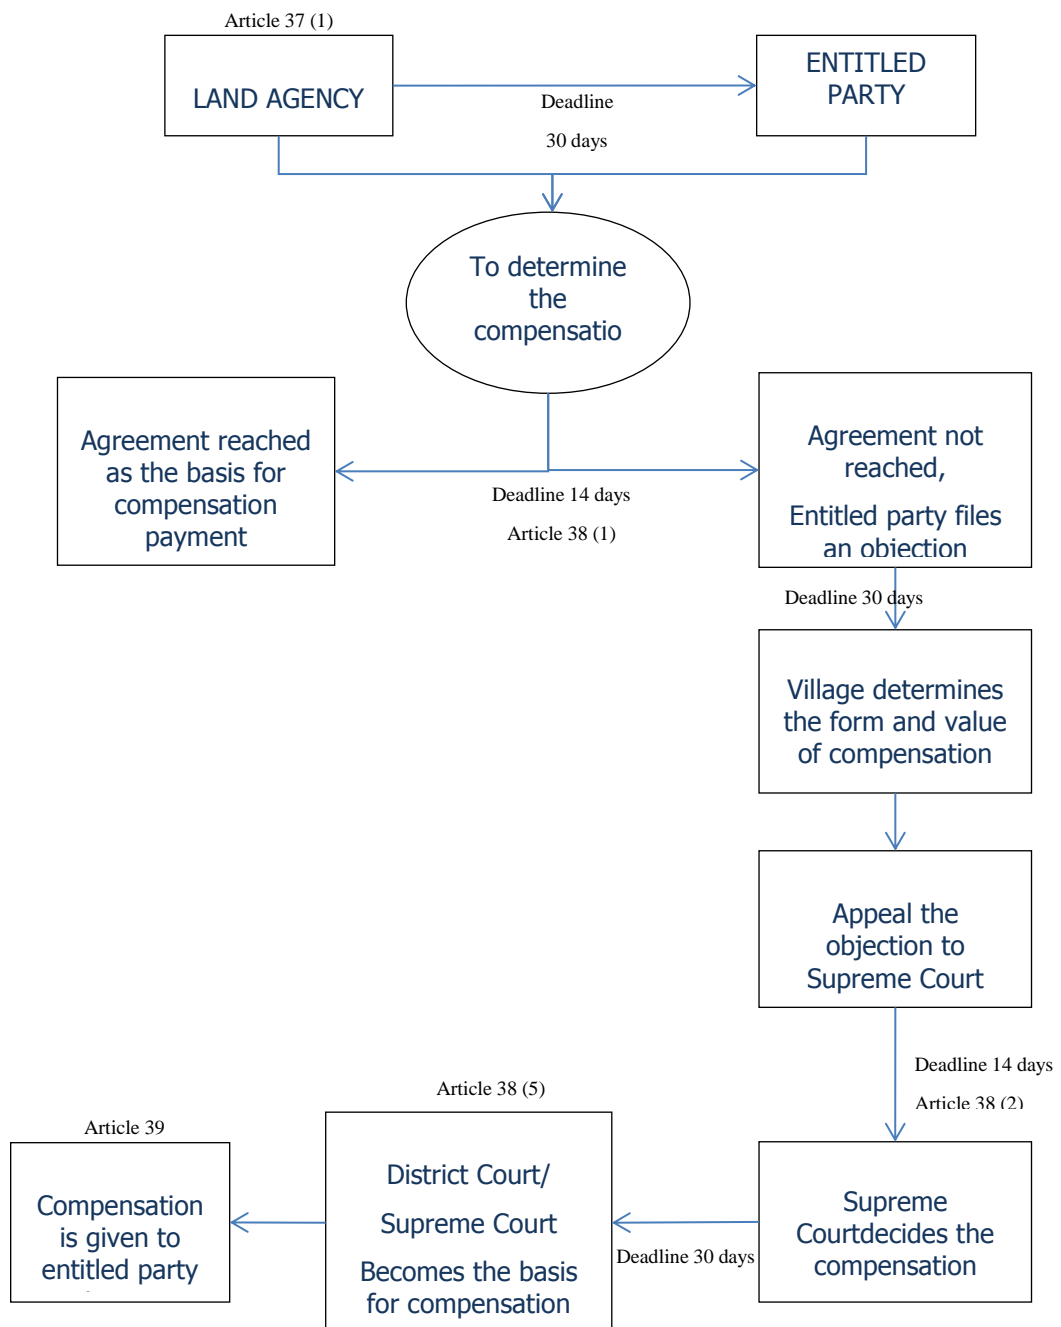 Article 37 (1)
LAND AGENCY
Deadline
30 days
ENTITLED
PARTY
To determine
the
compensatio
Agreement reached
as the basis for
compensation
payment
Deadline 14 days
Article 38 (1)
Agreement not
reached,
Entitled party files
an objection
Deadline 30 days
Village determines
the form and value
of compensation
Appeal the
objection to
Supreme Court
Deadline 14 days
Article 38 (2)
Supreme
Courtdecides the
compensation
Deadline 30 days
Article 38 (5)
District Court/
Supreme Court
Becomes the basis
for compensation
Article 39
Compensation
is given to
entitled party